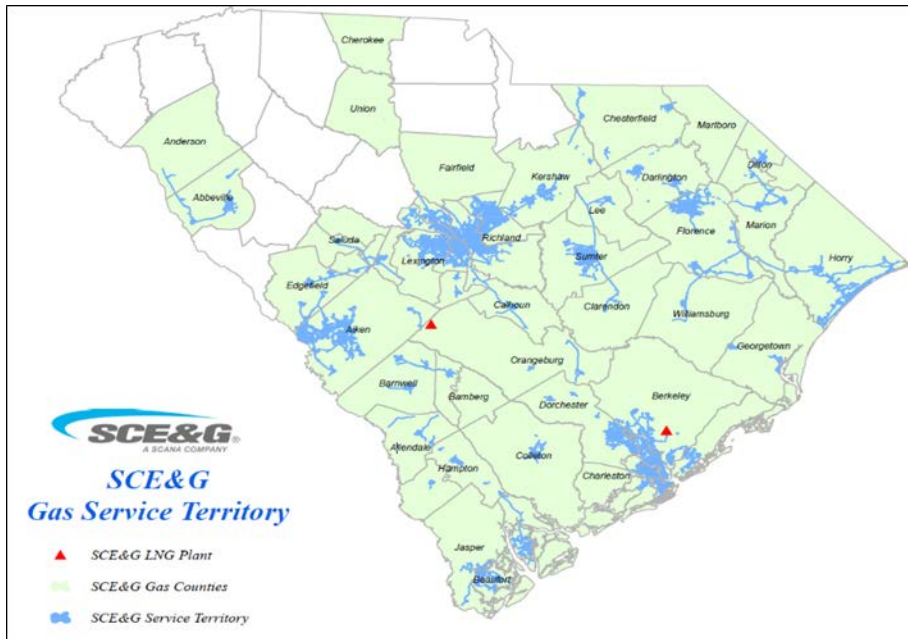 Cherokee
Union
Anderson
Abbeville
Fairfield
Chesterfield
Marlboro
Dillon
Kershaw
Darlington
Lee
Marion
Florence
Richland
Saluda
Lexington
Sumter
Horry
Edgefield
Calhoun
Clarendon
Williamsburg
Aiken
Georgetown
Orangeburg
Barnwell
Bamberg
Berkeley
Dorchester
Allendale
Colleton
Hampton
Charleston
Jasper
Beaufort
SCE&G®
A SCANA COMPANY
SCE&G
Gas Service Territory
SCE&G LNG Plant
SCE&G Gas Counties
SCE&G Service Territory